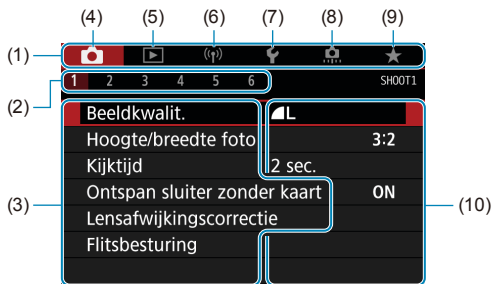 (4) (5) (6) (7) (8) (9)
(1)
(2) 1 2 3 4 5 6 SHOOT1
Beeldkwalit. L
Hoogte/breedte foto 3:2
Kijktijd 2 sec.
(3) Ontspan sluiter zonder kaart ON (10)
Lensafwijkingscorrectie
Flitsbesturing